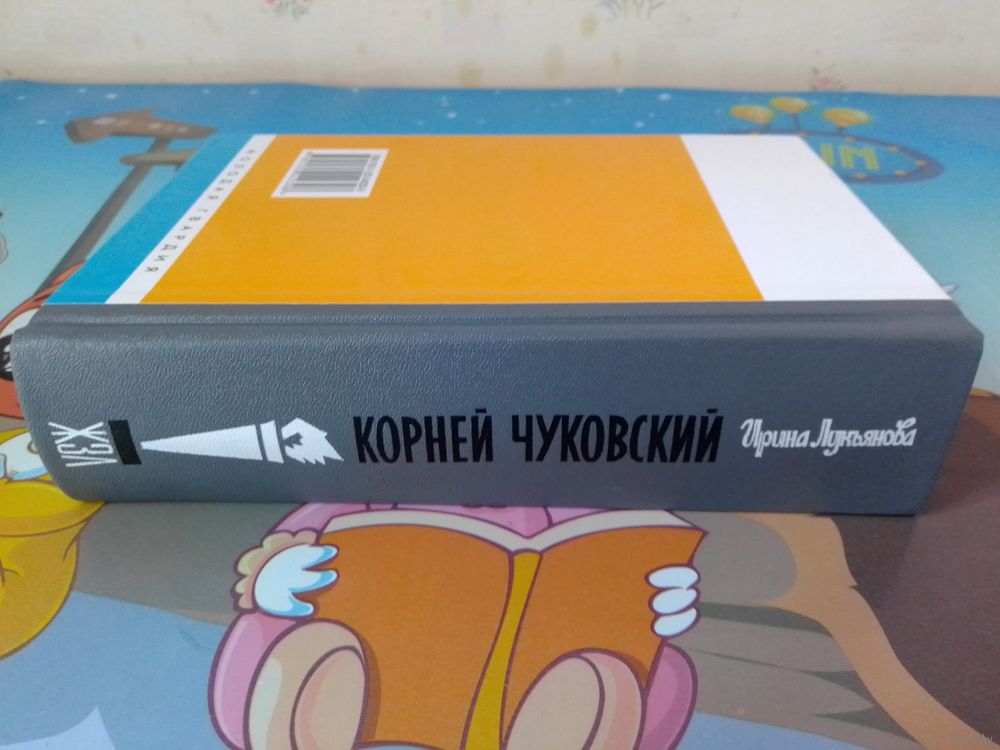 МОЛОДАЯ ГВАРДИЯ
ЖЗЛ
КОРНЕЙ ЧУКОВСКИЙ
Ирина Лукьянова